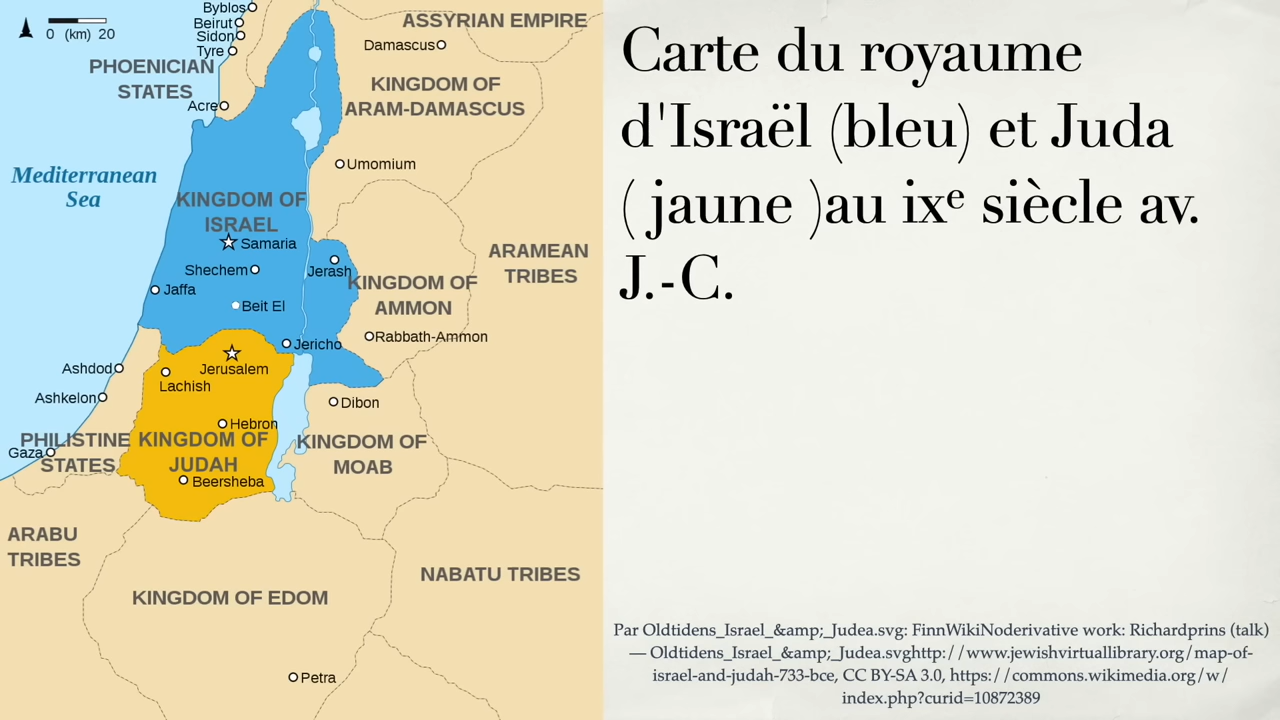 Byblos
Beirut
Sidon
Tyre
0 (km) 20
ASSYRIAN EMPIRE
Damascus
PHOENICIAN
STATES
KINGDOM OF
ARAM-DAMASCUS
Acre
Umomium
Mediterranean
Sea
KINGDOM OF
ISRAEL
Samaria
Shechem
Jerash
ARAMEAN
TRIBES
KINGDOM OF
AMMON
Jaffa
Beit El
Rabbath-Ammon
Jericho
Ashdod
Jerusalem
Lachish
Ashkelon
Dibon
Hebron
PHILISTINE
STATES
Gaza
KINGDOM OF
JUDAH
KINGDOM OF
MOAB
Beersheba
ARABU
TRIBES
NABATU TRIBES
KINGDOM OF EDOM
Petra
Carte du royaume
d'Israël (bleu) et Juda
( jaune )au ixᵉ siècle av.
J.-C.
Par Oldtidens_Israel_&amp;_Judea.svg: FinnWikiNoderivative work: Richardprins (talk)
— Oldtidens_Israel_&amp;_Judea.svghttp://www.jewishvirtuallibrary.org/map-of-
israel-and-judah-733-bce, CC BY-SA 3.0, https://commons.wikimedia.org/w/
index.php?curid=10872389